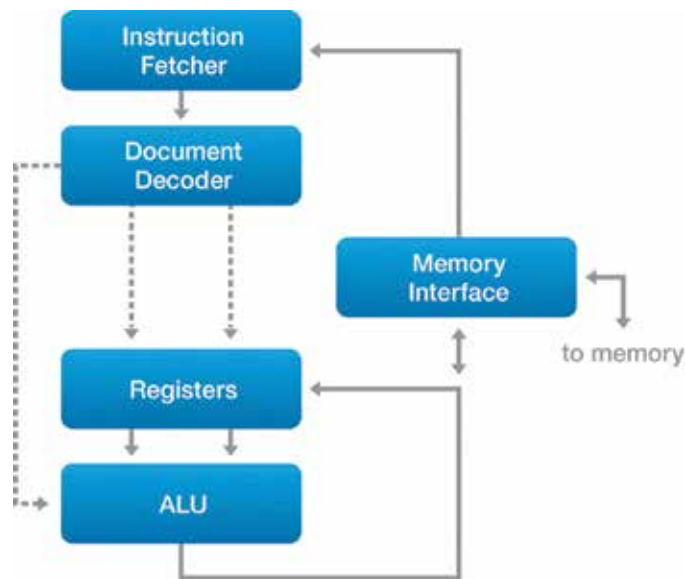 Instruction
Fetcher
Document
Decoder
Memory
Interface
to memory
Registers
ALU